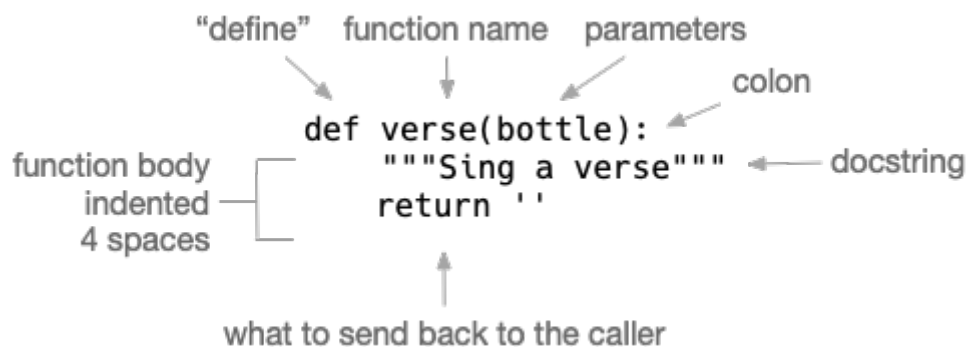 “define” function name parameters
colon
def verse(bottle):
"""Sing a verse"""
docstring
return ''
function body
indented
4 spaces
what to send back to the caller